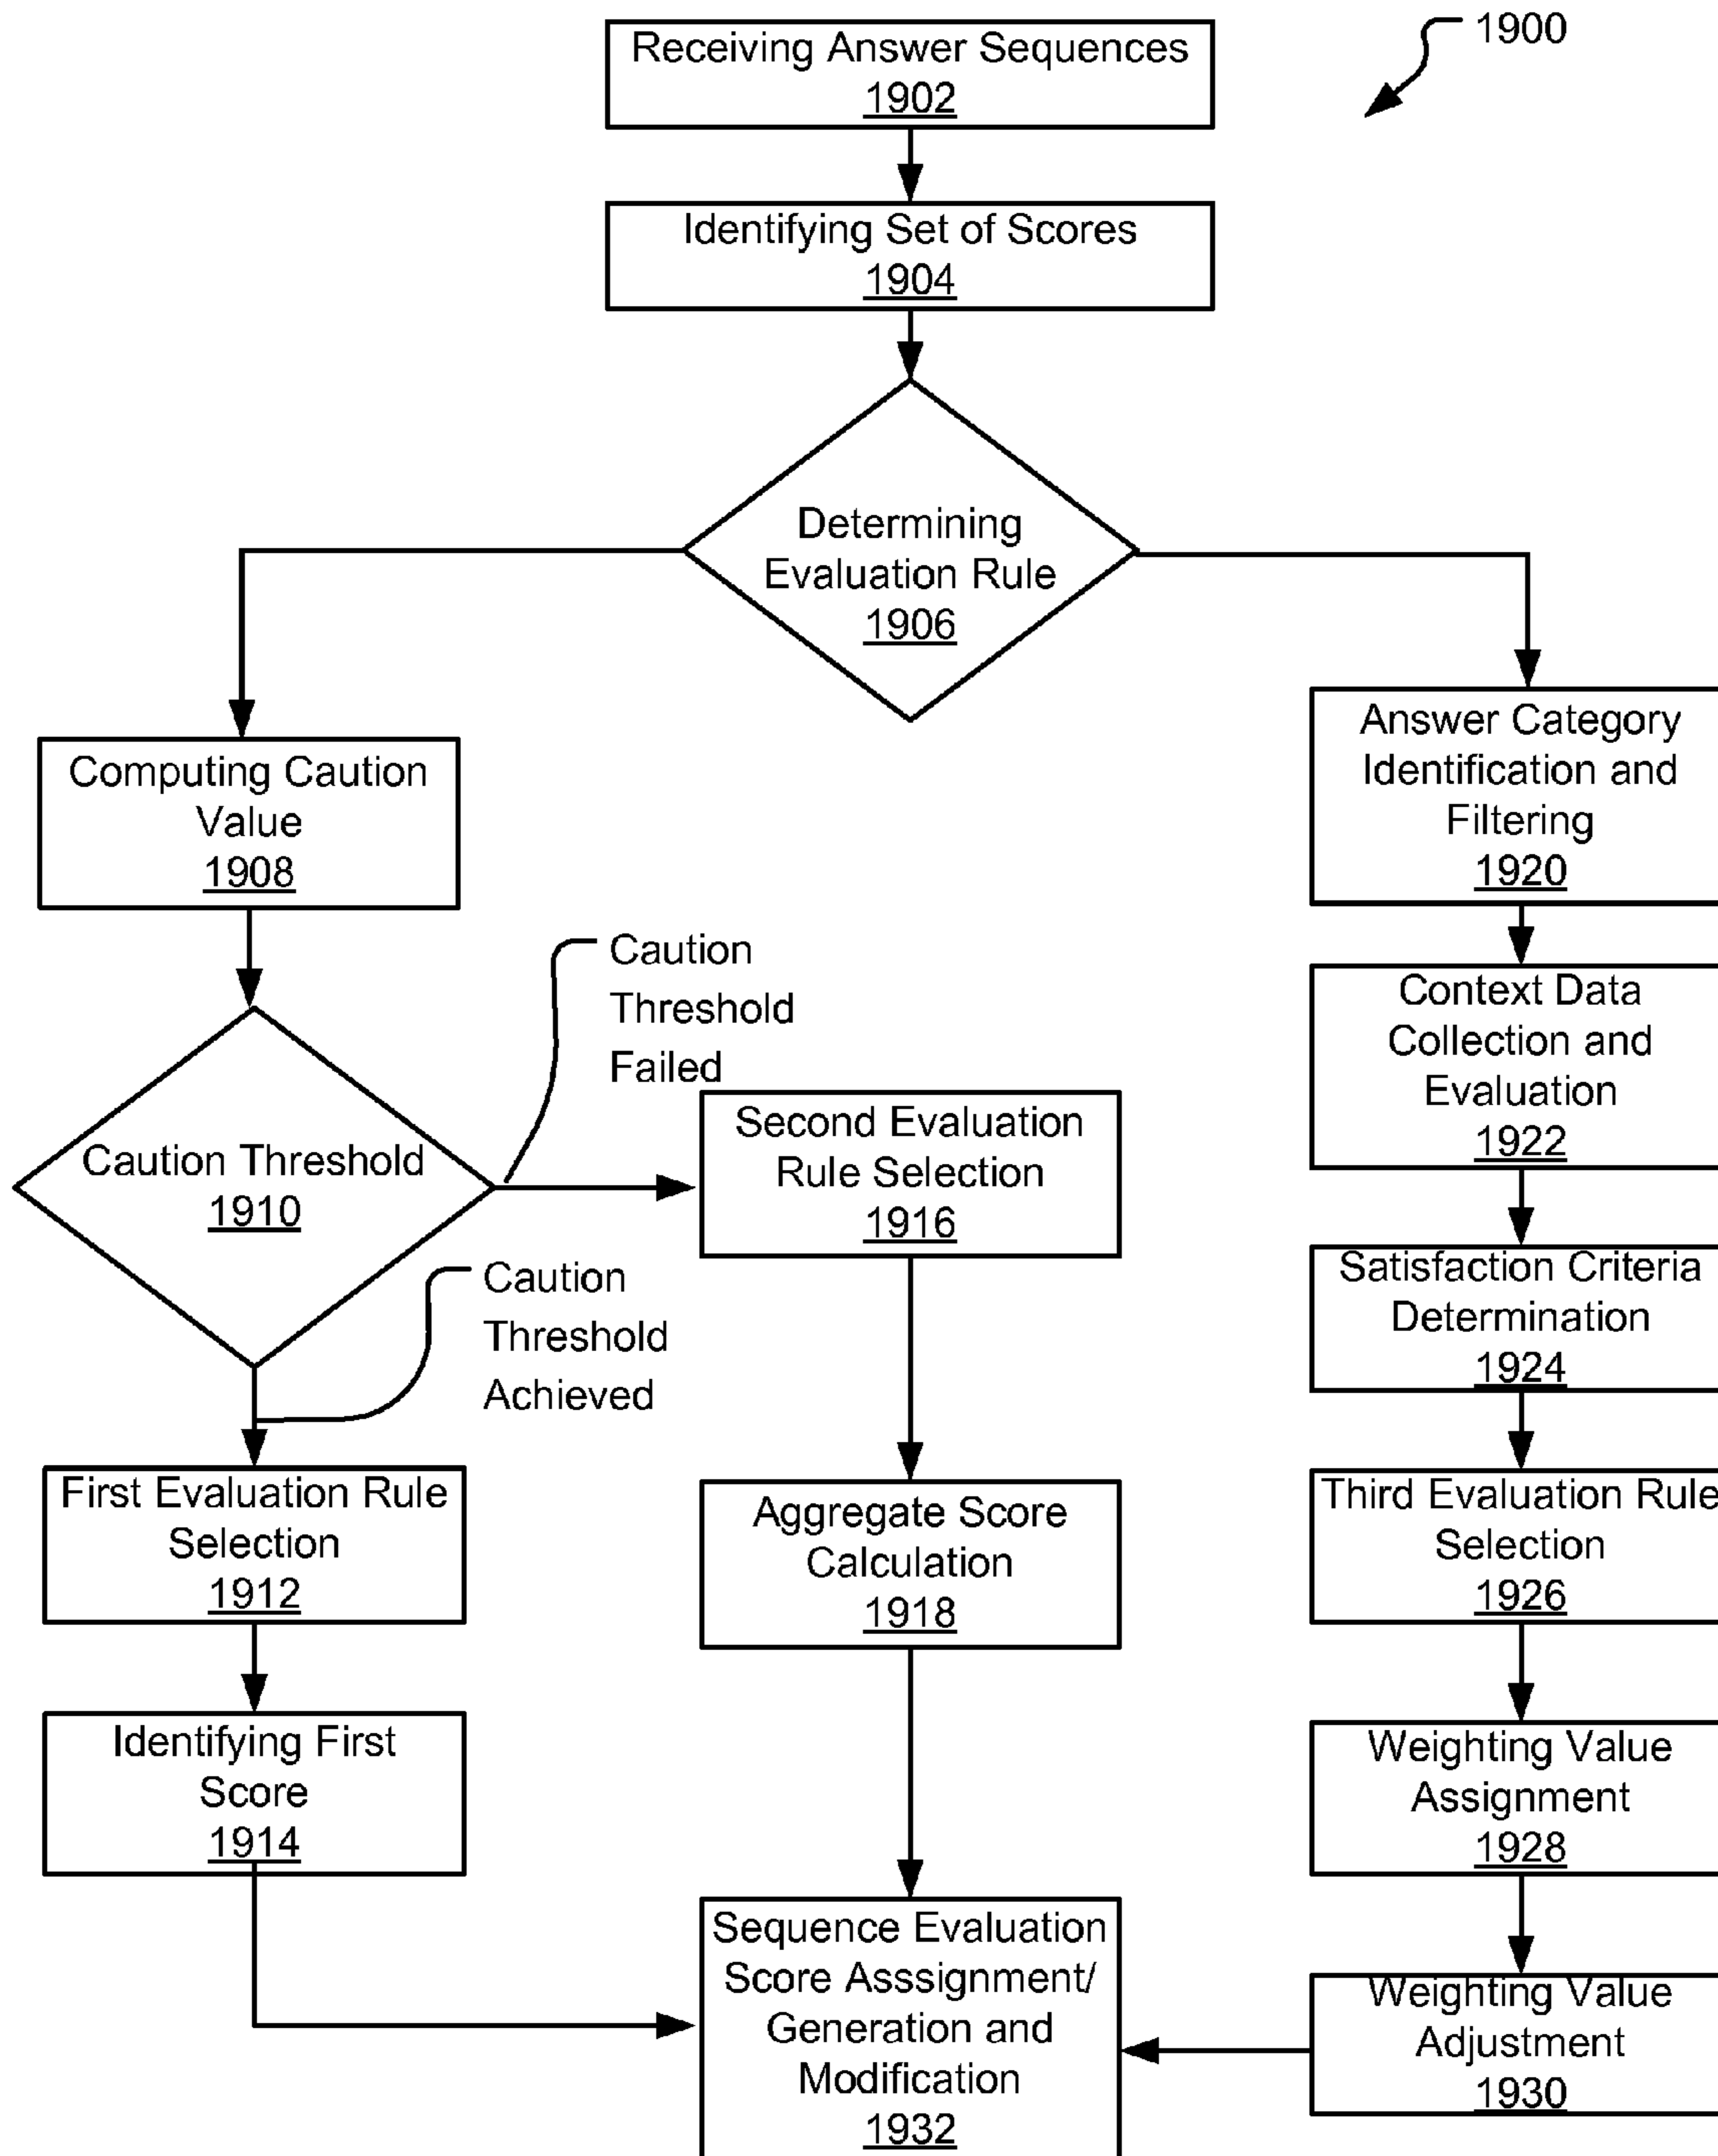 1900
Receiving Answer Sequences
1902
Identifying Set of Scores
1904
Determining
Evaluation Rule
1906
Computing Caution
Value
1908
Caution Threshold
1910
Caution
Threshold
Failed
Caution
Threshold
Achieved
First Evaluation Rule
Selection
1912
Identifying First
Score
1914
Second Evaluation
Rule Selection
1916
Aggregate Score
Calculation
1918
Answer Category
Identification and
Filtering
1920
Context Data
Collection and
Evaluation
1922
Satisfaction Criteria
Determination
1924
Third Evaluation Rule
Selection
1926
Weighting Value
Assignment
1928
Weighting Value
Adjustment
1930
Sequence Evaluation
Score Asssignment/
Generation and
Modification
1932